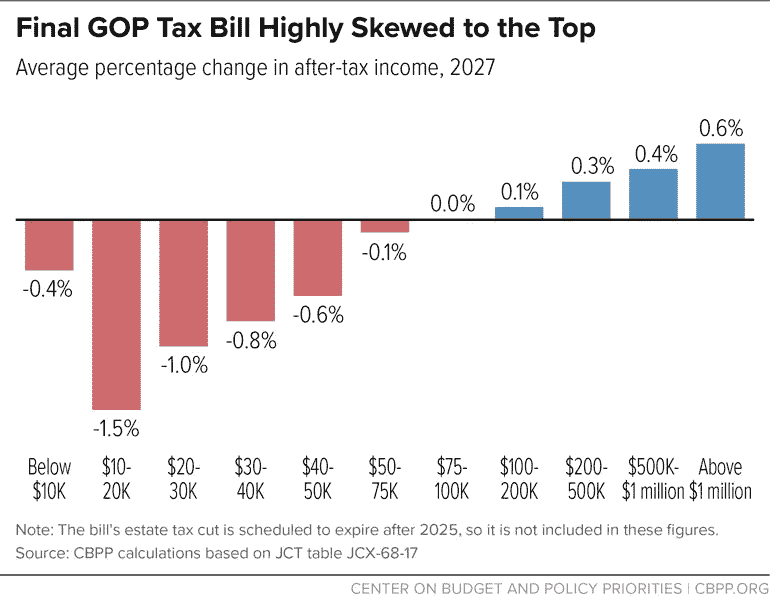 Final GOP Tax Bill Highly Skewed to the Top
Average percentage change in after-tax income, 2027
-0.4%
-1.5%
-1.0%
-0.8%
-0.6%
-0.1%
0.0%
0.1%
0.3%
0.4%
0.6%
Below
$10K
$10-
20K
$20-
30K
$30-
40K
$40-
50K
$50-
75K
$75-
100K
$100-
200K
$200-
500K
$500K-
$1 million
Above
$1 million
Note: The bill's estate tax cut is scheduled to expire after 2025, so it is not included in these figures.
Source: CBPP calculations based on JCT table JCX-68-17
CENTER ON BUDGET AND POLICY PRIORITIES | CBPP.ORG